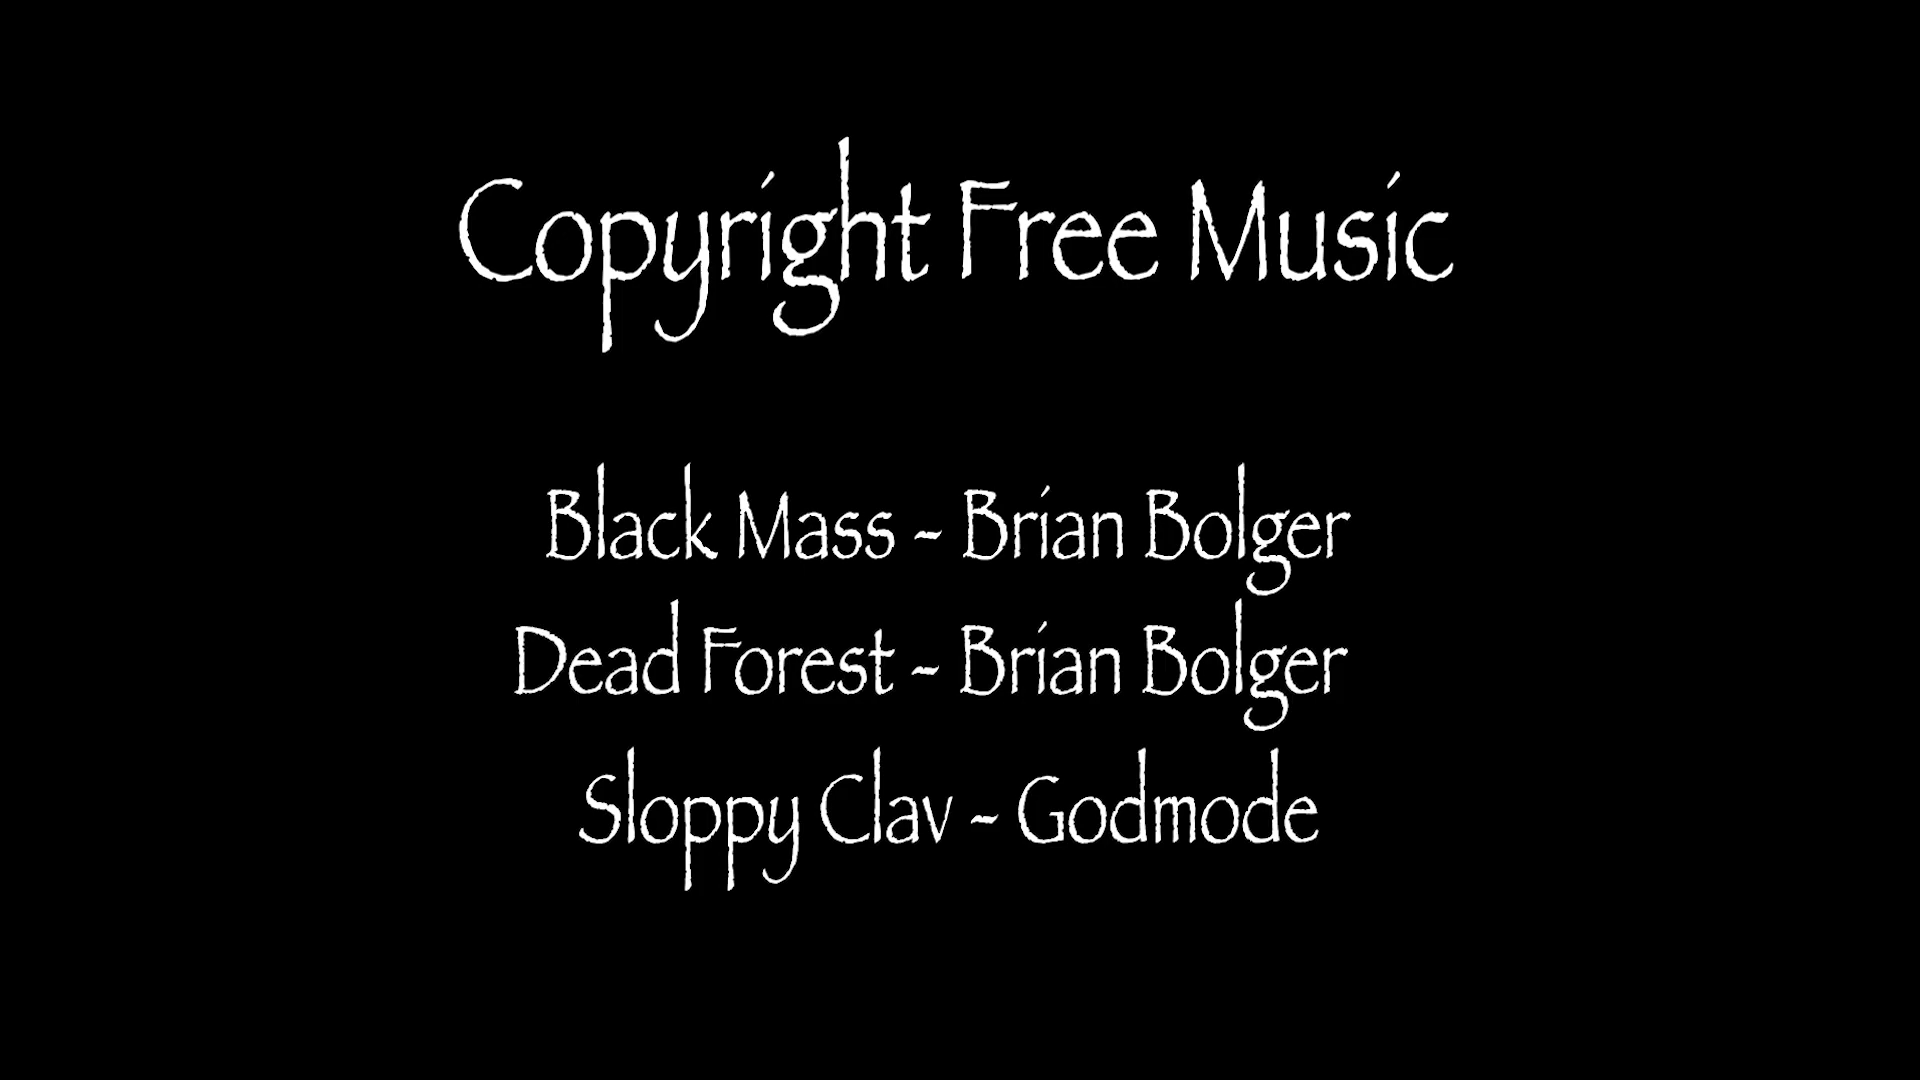 Copyright Free Music
Black Mass - Brian Bolger
Dead Forest - Brian Bolger
Sloppy Clav - Godmode